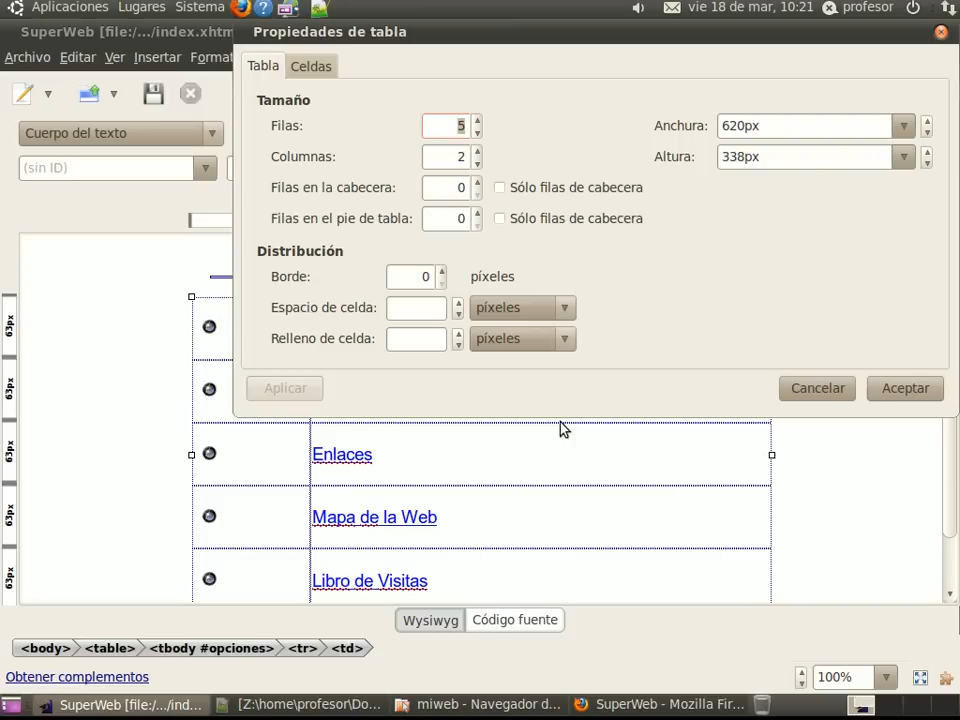 Aplicaciones Lugares Sistema vie 18 de mar, 10:21 profesor
SuperWeb [file:/.../index.xhtm
Propiedades de tabla
Archivo Editar Ver Insertar Format
Tabla Celdas
Tamaño
Filas: 5 Anchura: 620px
Columnas: 2 Altura: 338px
Filas en la cabecera: 0 Sólo filas de cabecera
Filas en el pie de tabla: 0 Sólo filas de cabecera
Distribución
Borde: 0 píxeles
Espacio de celda: píxeles
Relleno de celda: píxeles
Aplicar Cancelar Aceptar
Cuerpo del texto
(sin ID)
63px
63px
63px
63px
63px
Enlaces
Mapa de la Web
Libro de Visitas
Wysiwyg Código fuente
<body> <table> <tbody #opciones> <tr> <td>
Obtener complementos 100%
SuperWeb [file:/.../ind... [Z:\home\profesor\Do... miweb - Navegador d... SuperWeb - Mozilla Fir...